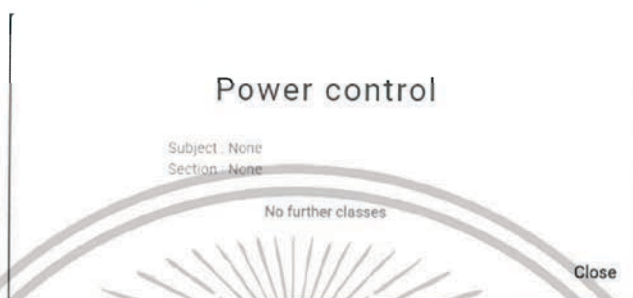 Power control
Subject : None
Section : None
No further classes
Close